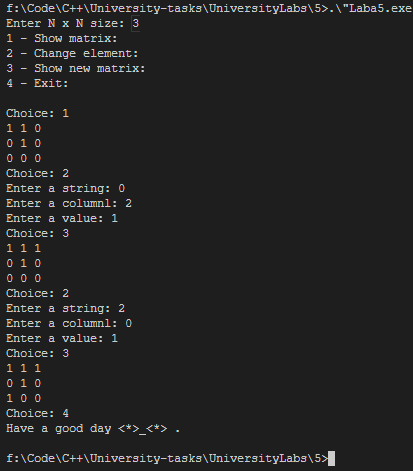 f:\Code\C++\University-tasks\UniversityLabs\5>.\"Laba5.exe
Enter N x N size: 3
1 - Show matrix:
2 - Change element:
3 - Show new matrix:
4 - Exit:
Choice: 1
1 1 0
0 1 0
0 0 0
Choice: 2
Enter a string: 0
Enter a columnl: 2
Enter a value: 1
Choice: 3
1 1 1
0 1 0
0 0 0
Choice: 2
Enter a string: 2
Enter a columnl: 0
Enter a value: 1
Choice: 3
1 1 1
0 1 0
1 0 0
Choice: 4
Have a good day <*>_<*> .
f:\Code\C++\University-tasks\UniversityLabs\5>